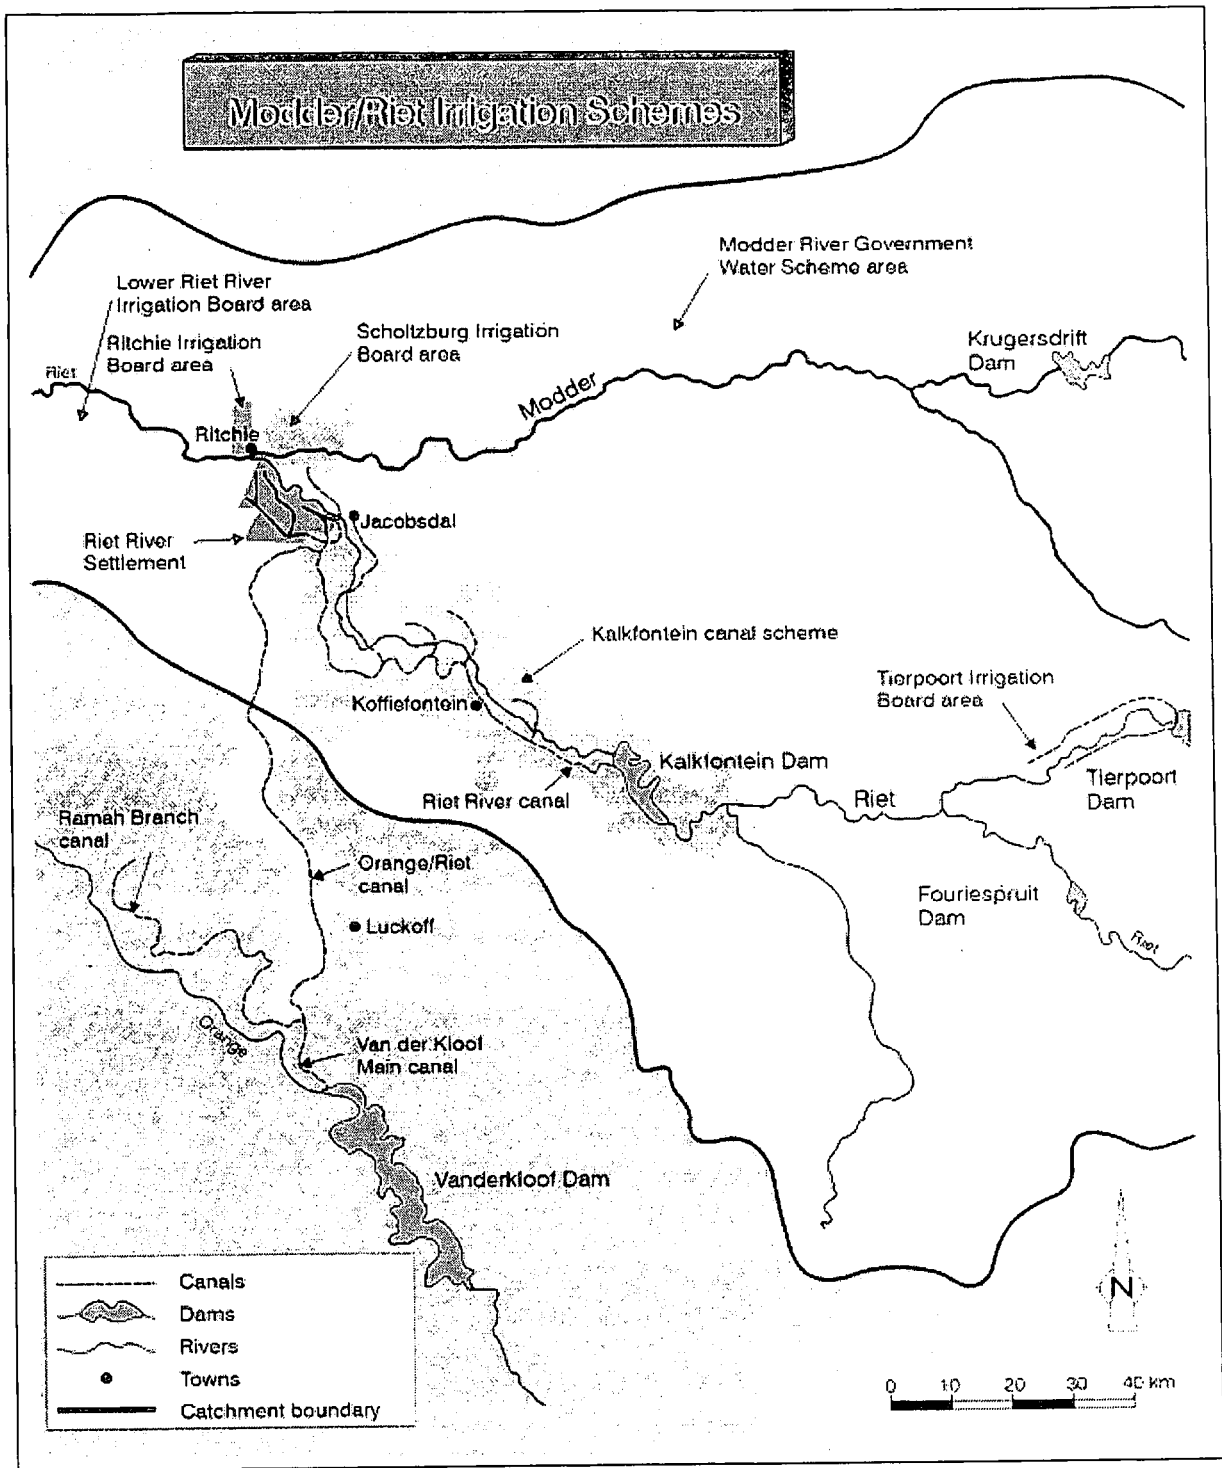 Modder/Riet Irrigation Schemes
Modder River Government
Water Scheme area
Lower Riet River
Irrigation Board area
Ritchie Irrigation
Board area
Scholtzburg Irrigation
Board area
Krugersdrift
Dam
Riet
Modder
Ritchie
Jacobsdal
Riet River
Settlement
Kalkfontein canal scheme
Tierpoort Irrigation
Board area
Koffiefontein
Kalkfontein Dam
Tierpoort
Dam
Riet River canal
Riet
Ramah Branch
canal
Orange/Riet
canal
Fouriespruit
Dam
Luckoff
Riet
Orange
Van der Kloof
Main canal
Vanderkloof Dam
Canals
Dams
Rivers
Towns
Catchment boundary
N
0 10 20 30 40 km